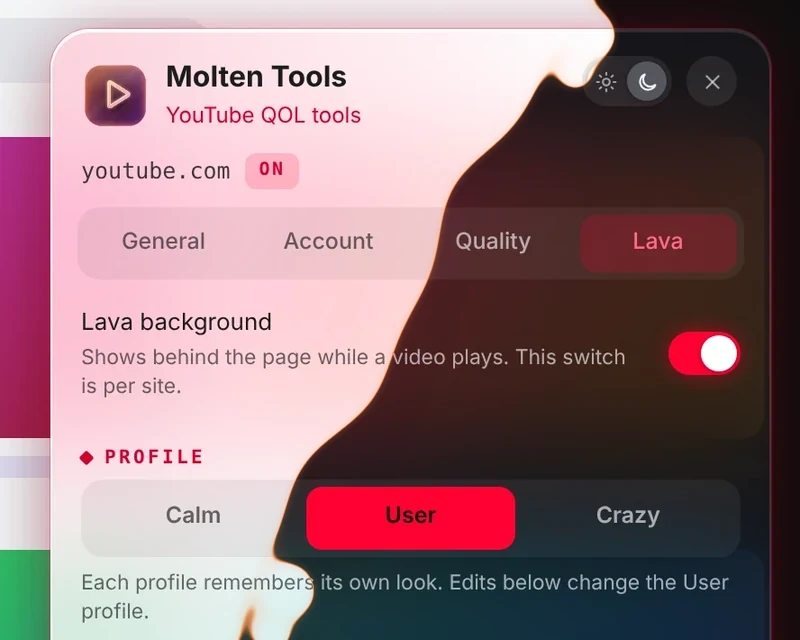 Molten Tools
YouTube QOL tools
youtube.com ON
General Account Quality Lava
Lava background
Shows behind the page while a video plays. This switch
is per site.
PROFILE
Calm User Crazy
Each profile remembers its own look. Edits below change the User
profile.